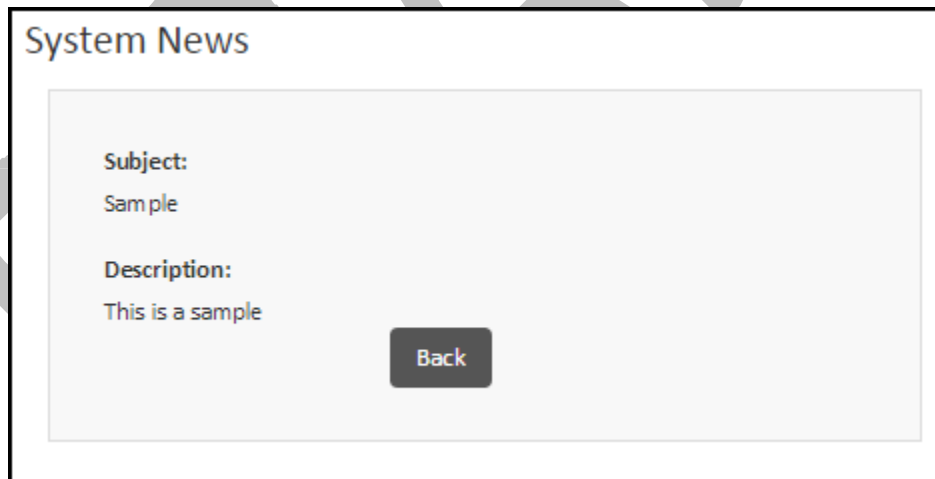 System News
Subject:
Sample
Description:
This is a sample
Back